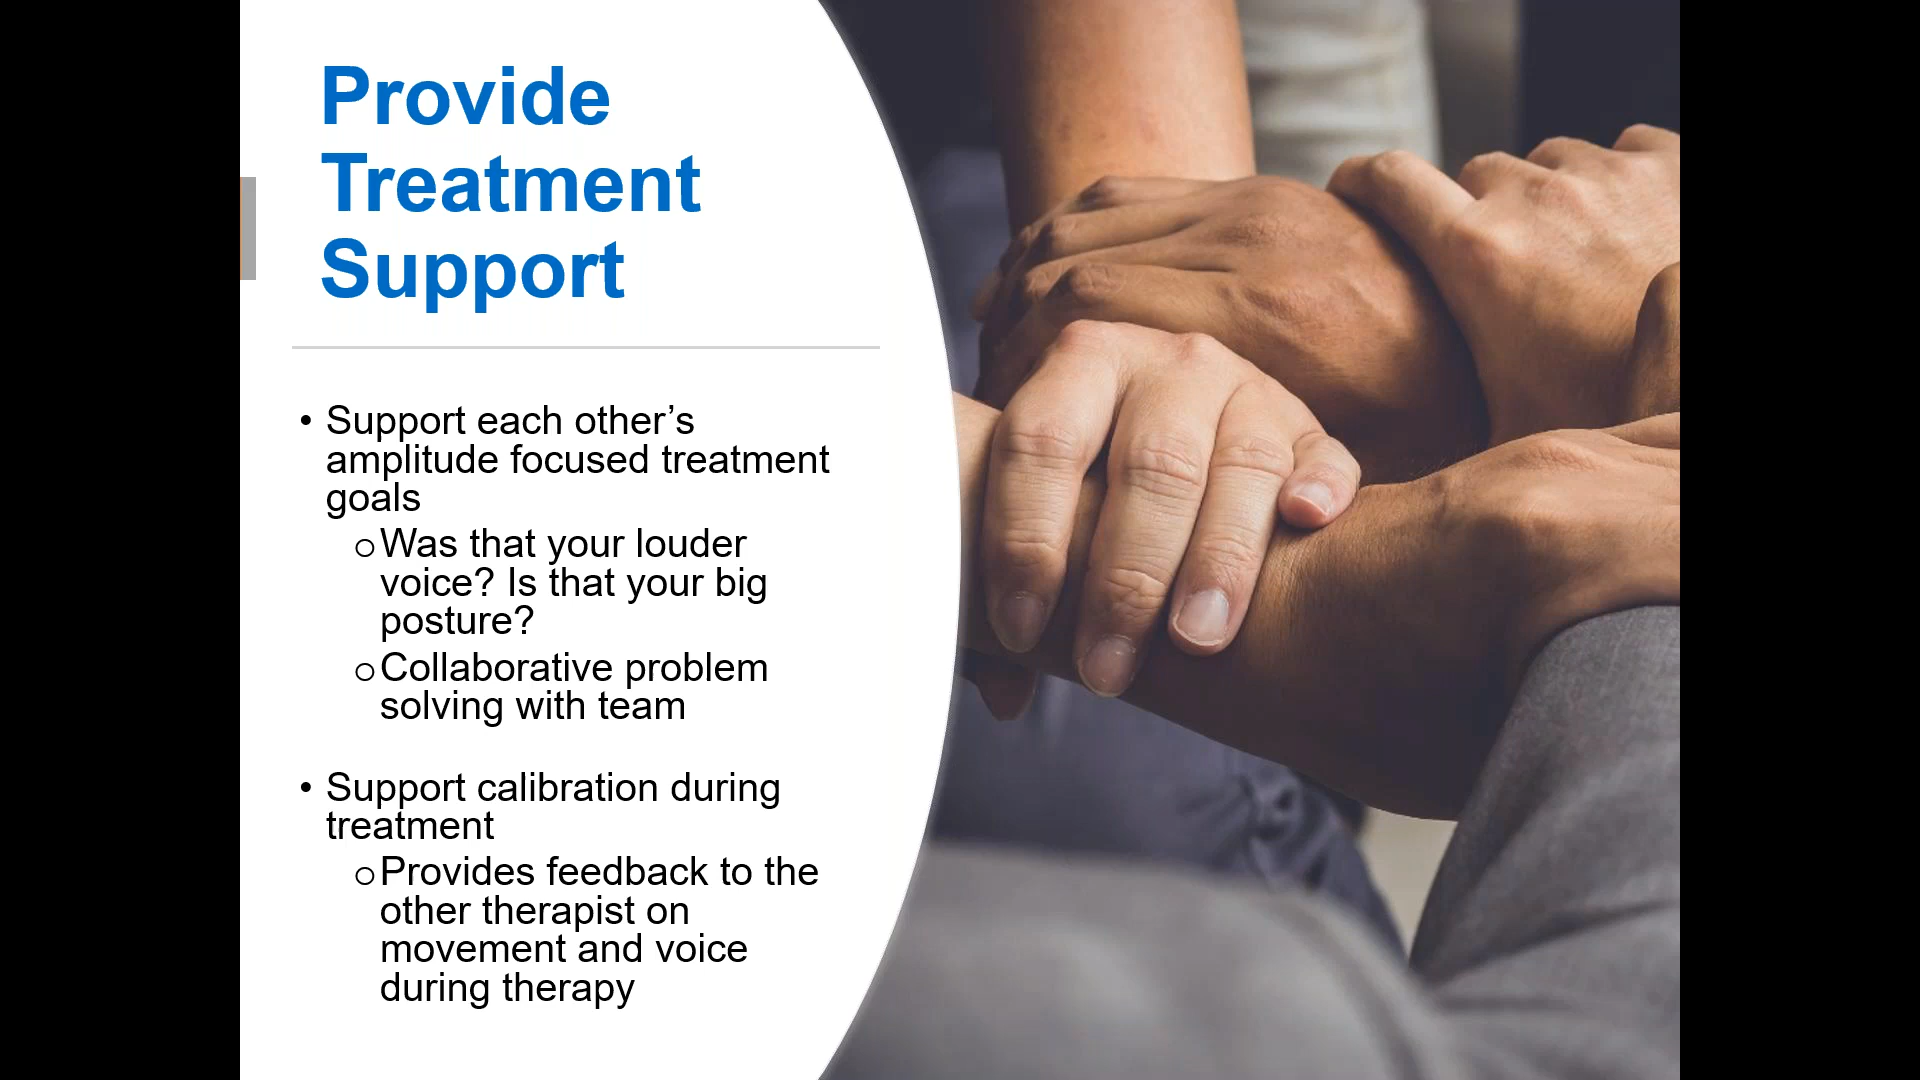 Provide
Treatment
Support
• Support each other’s
amplitude focused treatment
goals
o Was that your louder
voice? Is that your big
posture?
o Collaborative problem
solving with team
• Support calibration during
treatment
o Provides feedback to the
other therapist on
movement and voice
during therapy